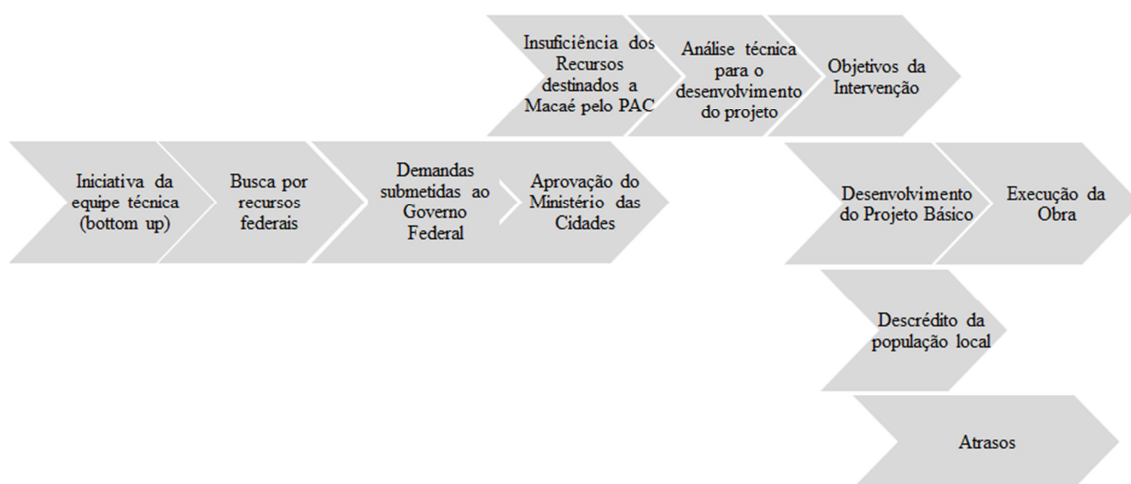 Insuficiência dos
Recursos
destinados a
Macaé pelo PAC
Análise técnica
para o
desenvolvimento
do projeto
Objetivos da
Intervenção
Iniciativa da
equipe técnica
(bottom up)
Busca por
recursos
federais
Demandas
submetidas ao
Governo
Federal
Aprovação do
Ministério das
Cidades
Desenvolvimento
do Projeto Básico
Execução da
Obra
Descrédito da
população local
Atrasos